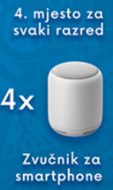 4. mjesto za
svaki razred
4x
Zvučnik za
smartphone